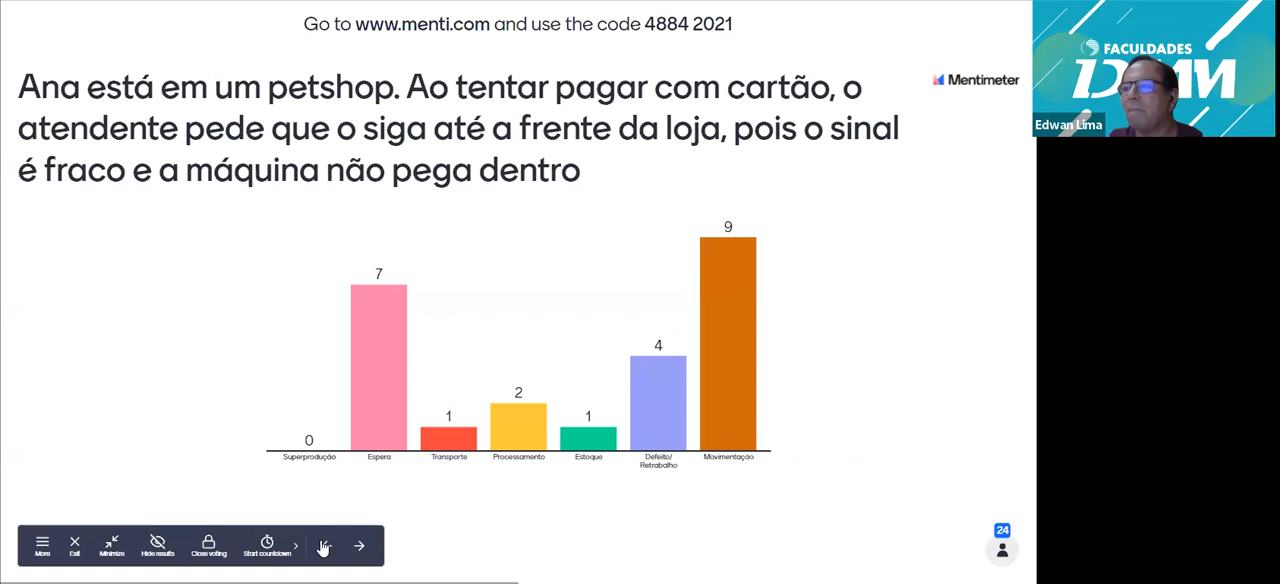 Go to www.menti.com and use the code 4884 2021
Ana está em um petshop. Ao tentar pagar com cartão, o
atendente pede que o siga até a frente da loja, pois o sinal
é fraco e a máquina não pega dentro
Mentimeter
FACULDADES
Edwan Lima
0
7
1
2
1
4
9
Superprodução
Espera
Transporte
Processamento
Estoque
Defeito/
Retrabalho
Movimentação
More
Exit
Minimize
Hide results
Close voting
Start countdown
24